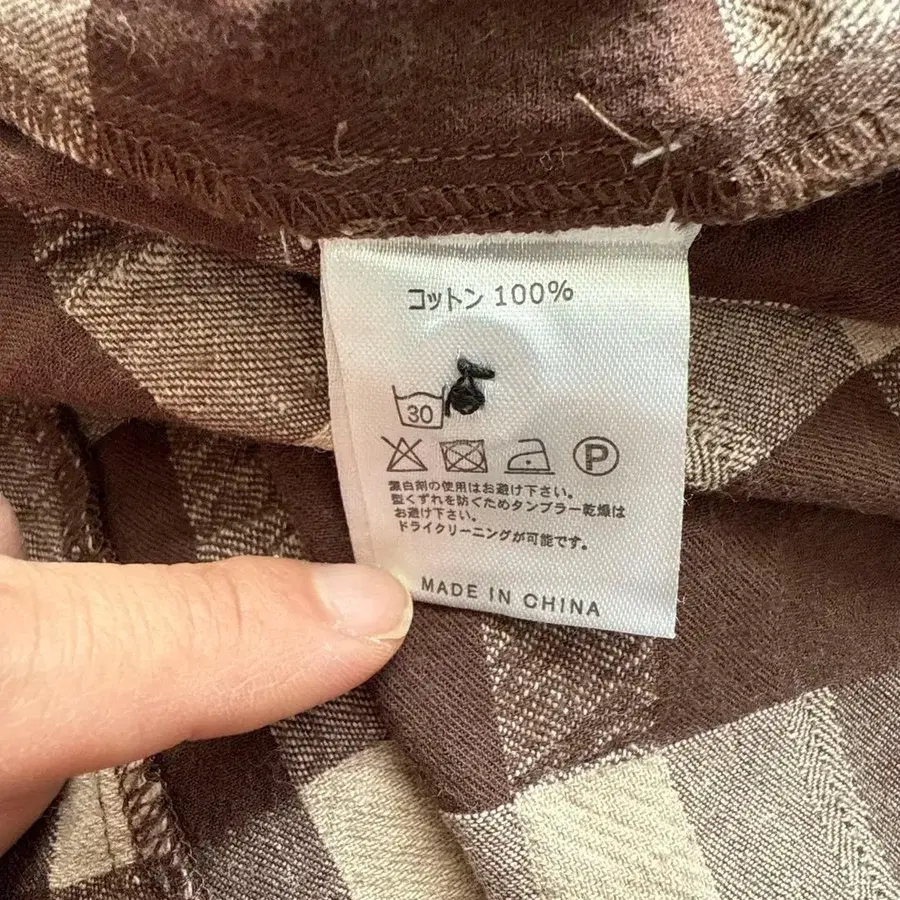 コットン 100%
30
P
漂白剤の使用はお避け下さい。
型くずれを防ぐためタンブラー乾燥は
お避け下さい。
ドライクリーニングが可能です。
MADE IN CHINA